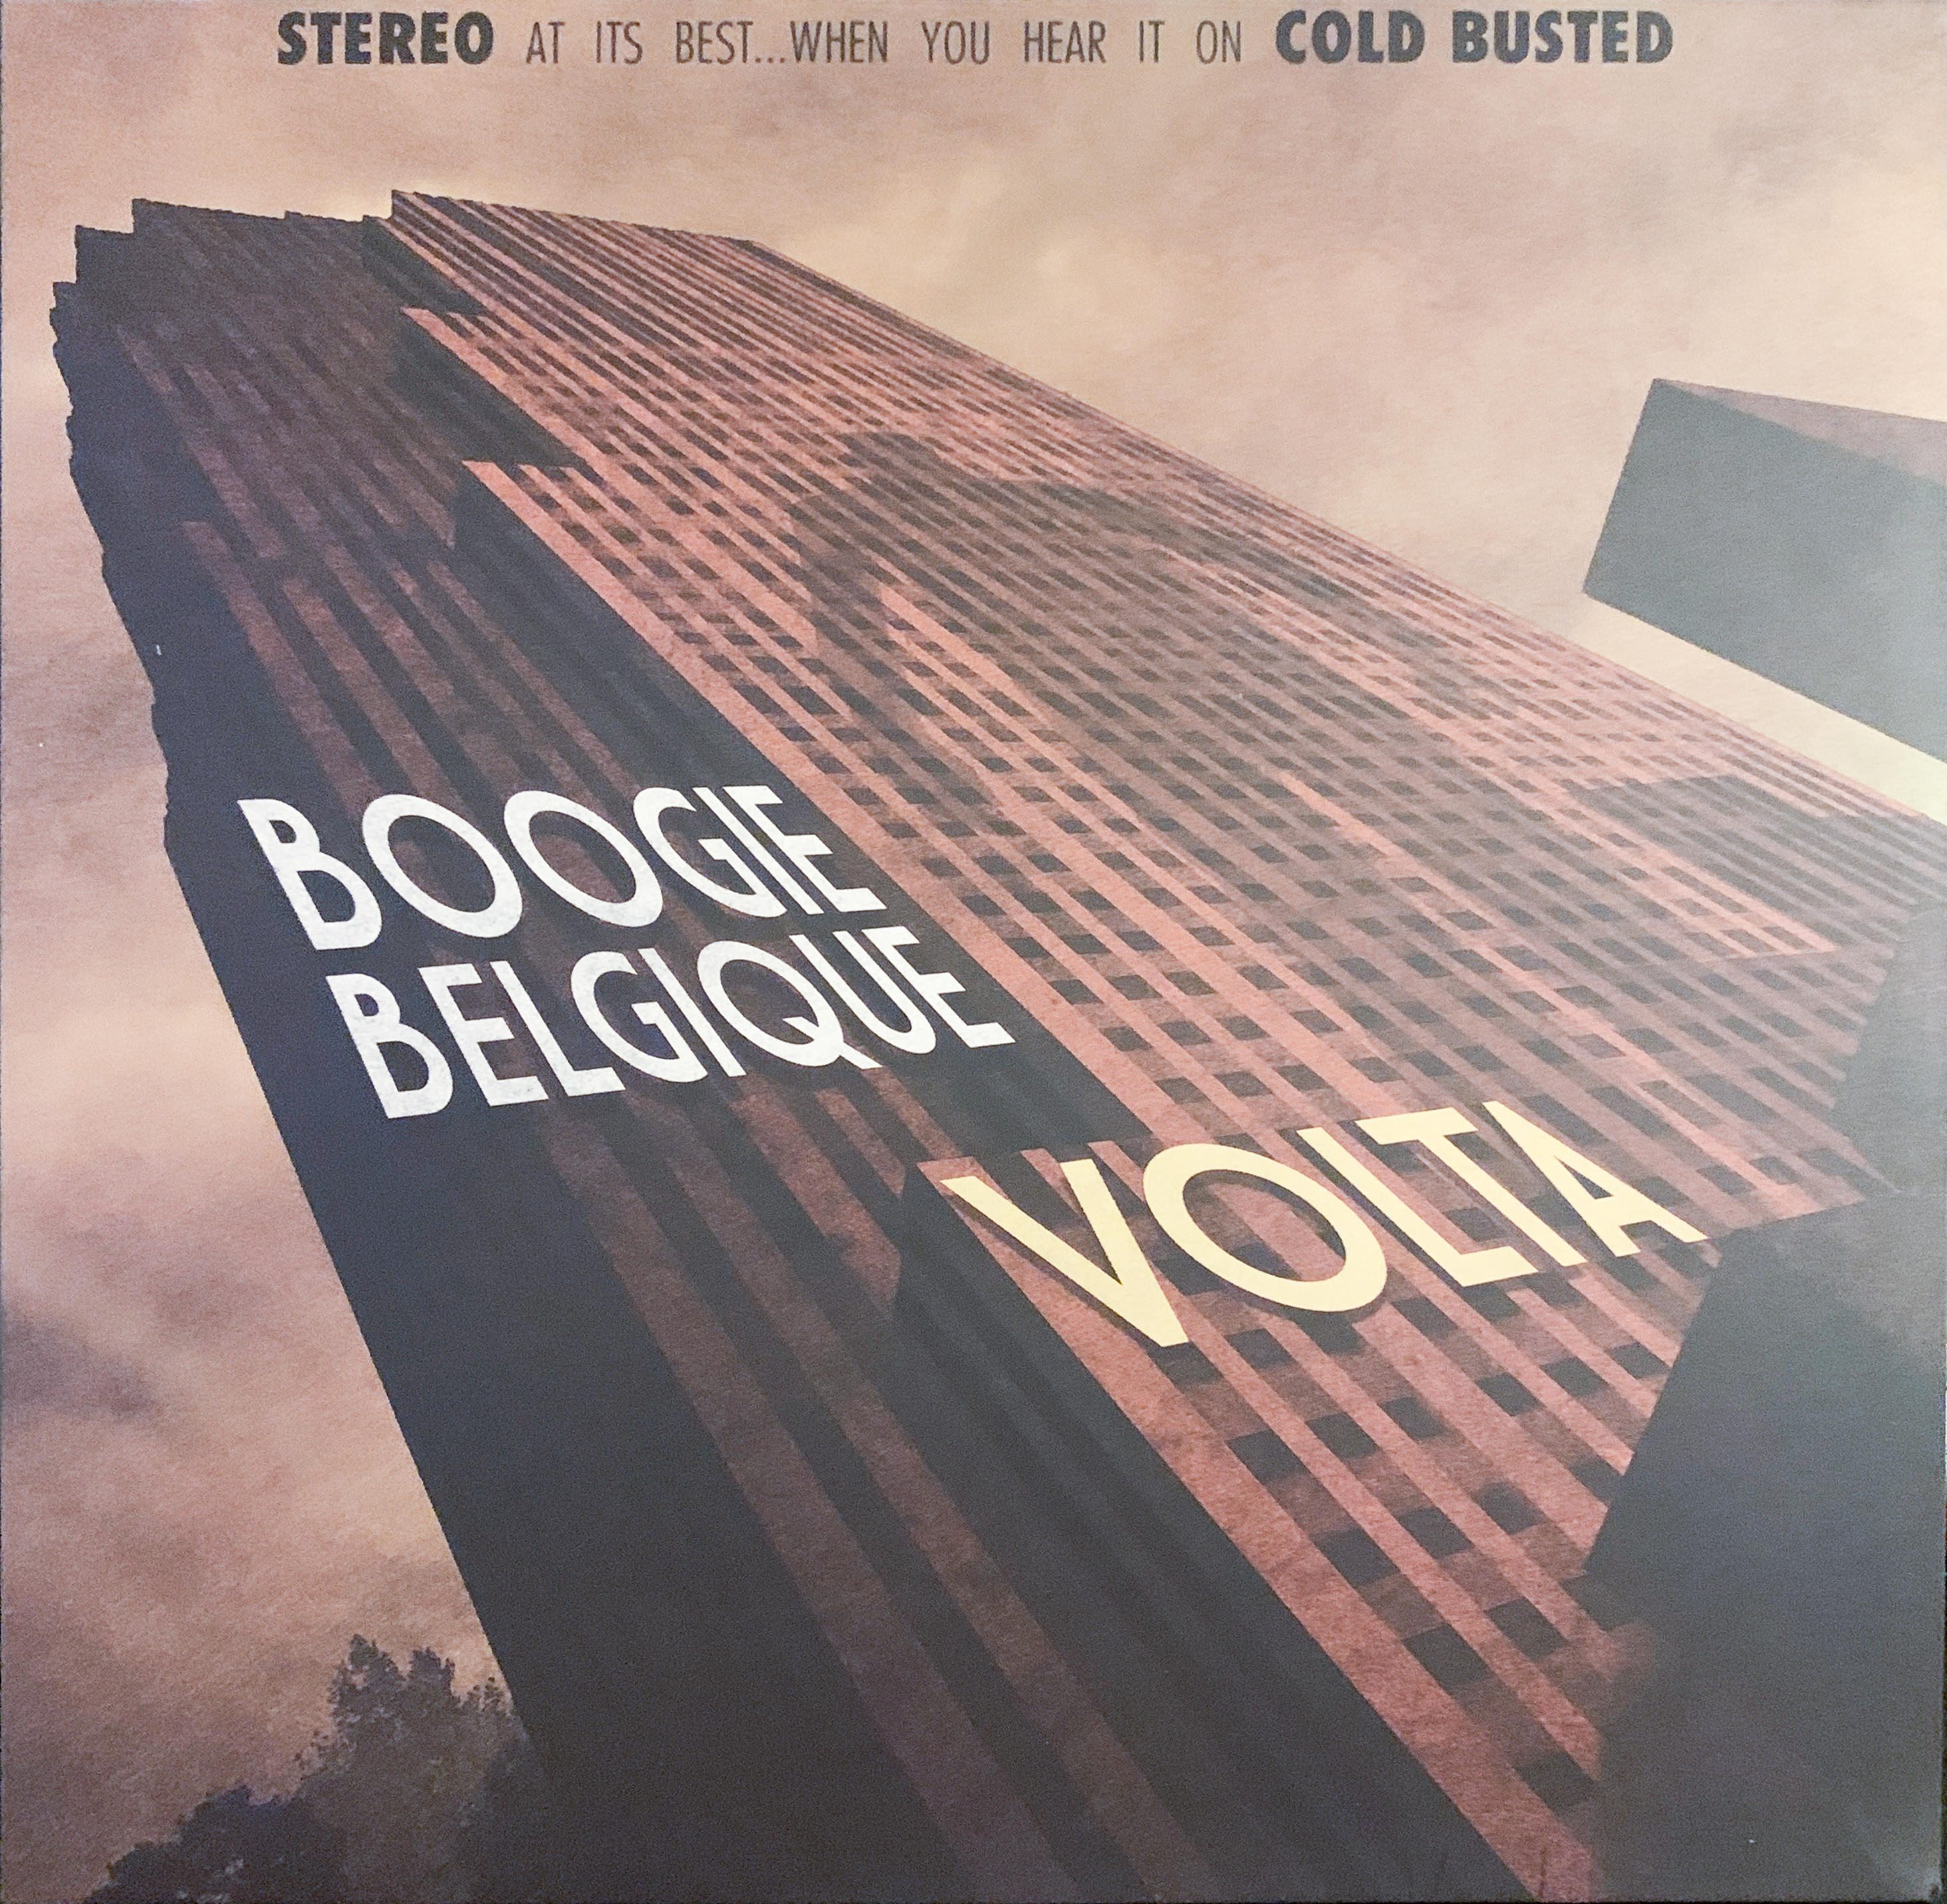 STEREO AT ITS BEST...WHEN YOU HEAR IT ON COLD BUSTED
BOOGIE
BELGIQUE
VOLTA